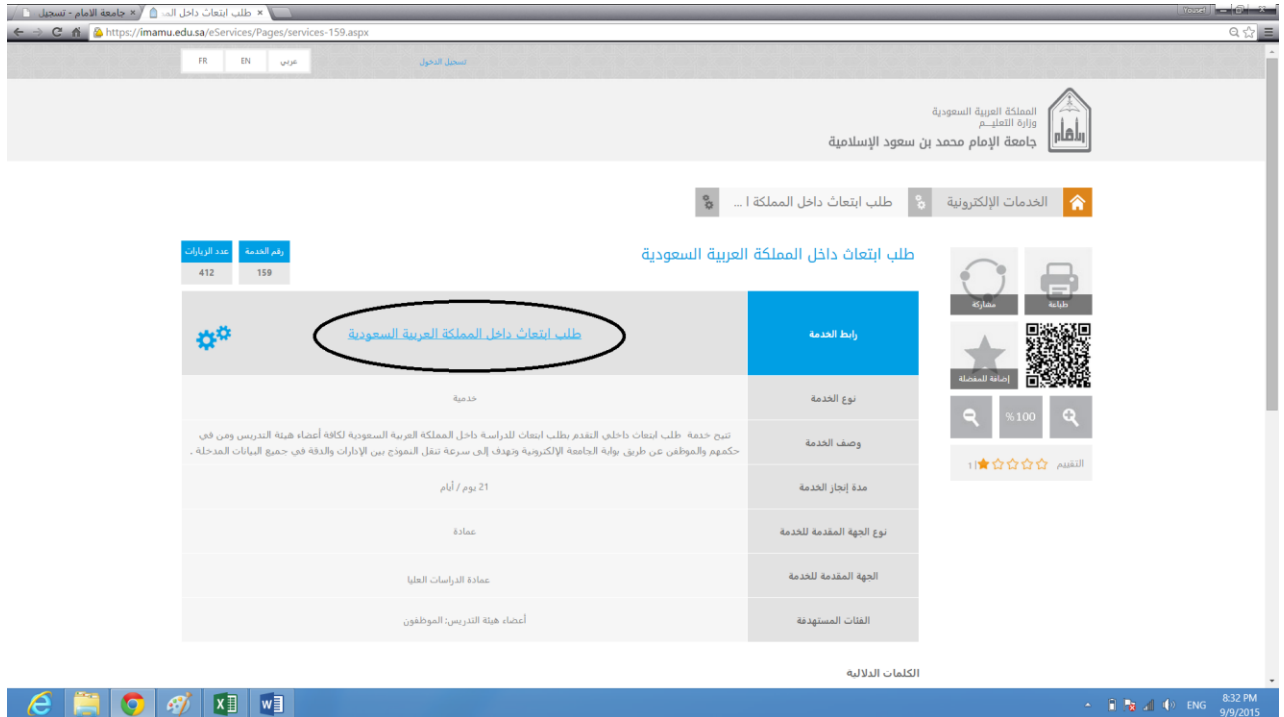 جامعة الامام - تسجيل
طلب ابتعاث داخل الم
Yousef
https://imamu.edu.sa/eServices/Pages/services-159.aspx
FR EN عربي
تسجيل الدخول
المملكة العربية السعودية
وزارة التعليـــم
جامعة الإمام محمد بن سعود الإسلامية
الخدمات الإلكترونية
طلب ابتعاث داخل المملكة ا ...
طلب ابتعاث داخل المملكة العربية السعودية
رقم الخدمة
عدد الزيارات
159
412
طباعة
مشاركة
إضافة للمفضلة
%100
التقييم
1|
رابط الخدمة
طلب ابتعاث داخل المملكة العربية السعودية
نوع الخدمة
خدمية
وصف الخدمة
تتيح خدمة طلب ابتعاث داخلي التقدم بطلب ابتعاث للدراسة داخل المملكة العربية السعودية لكافة أعضاء هيئة التدريس ومن في
حكمهم والموظفن عن طريق بوابة الجامعة الإلكترونية وتهدف إلى سرعة تنقل النموذج بين الإدارات والدقة في جميع البيانات المدخلة .
مدة إنجاز الخدمة
21 يوم / أيام
نوع الجهة المقدمة للخدمة
عمادة
الجهة المقدمة للخدمة
عمادة الدراسات العليا
الفئات المستهدفة
أعضاء هيئة التدريس: الموظفون
الكلمات الدلالية
ENG
8:32 PM
9/9/2015